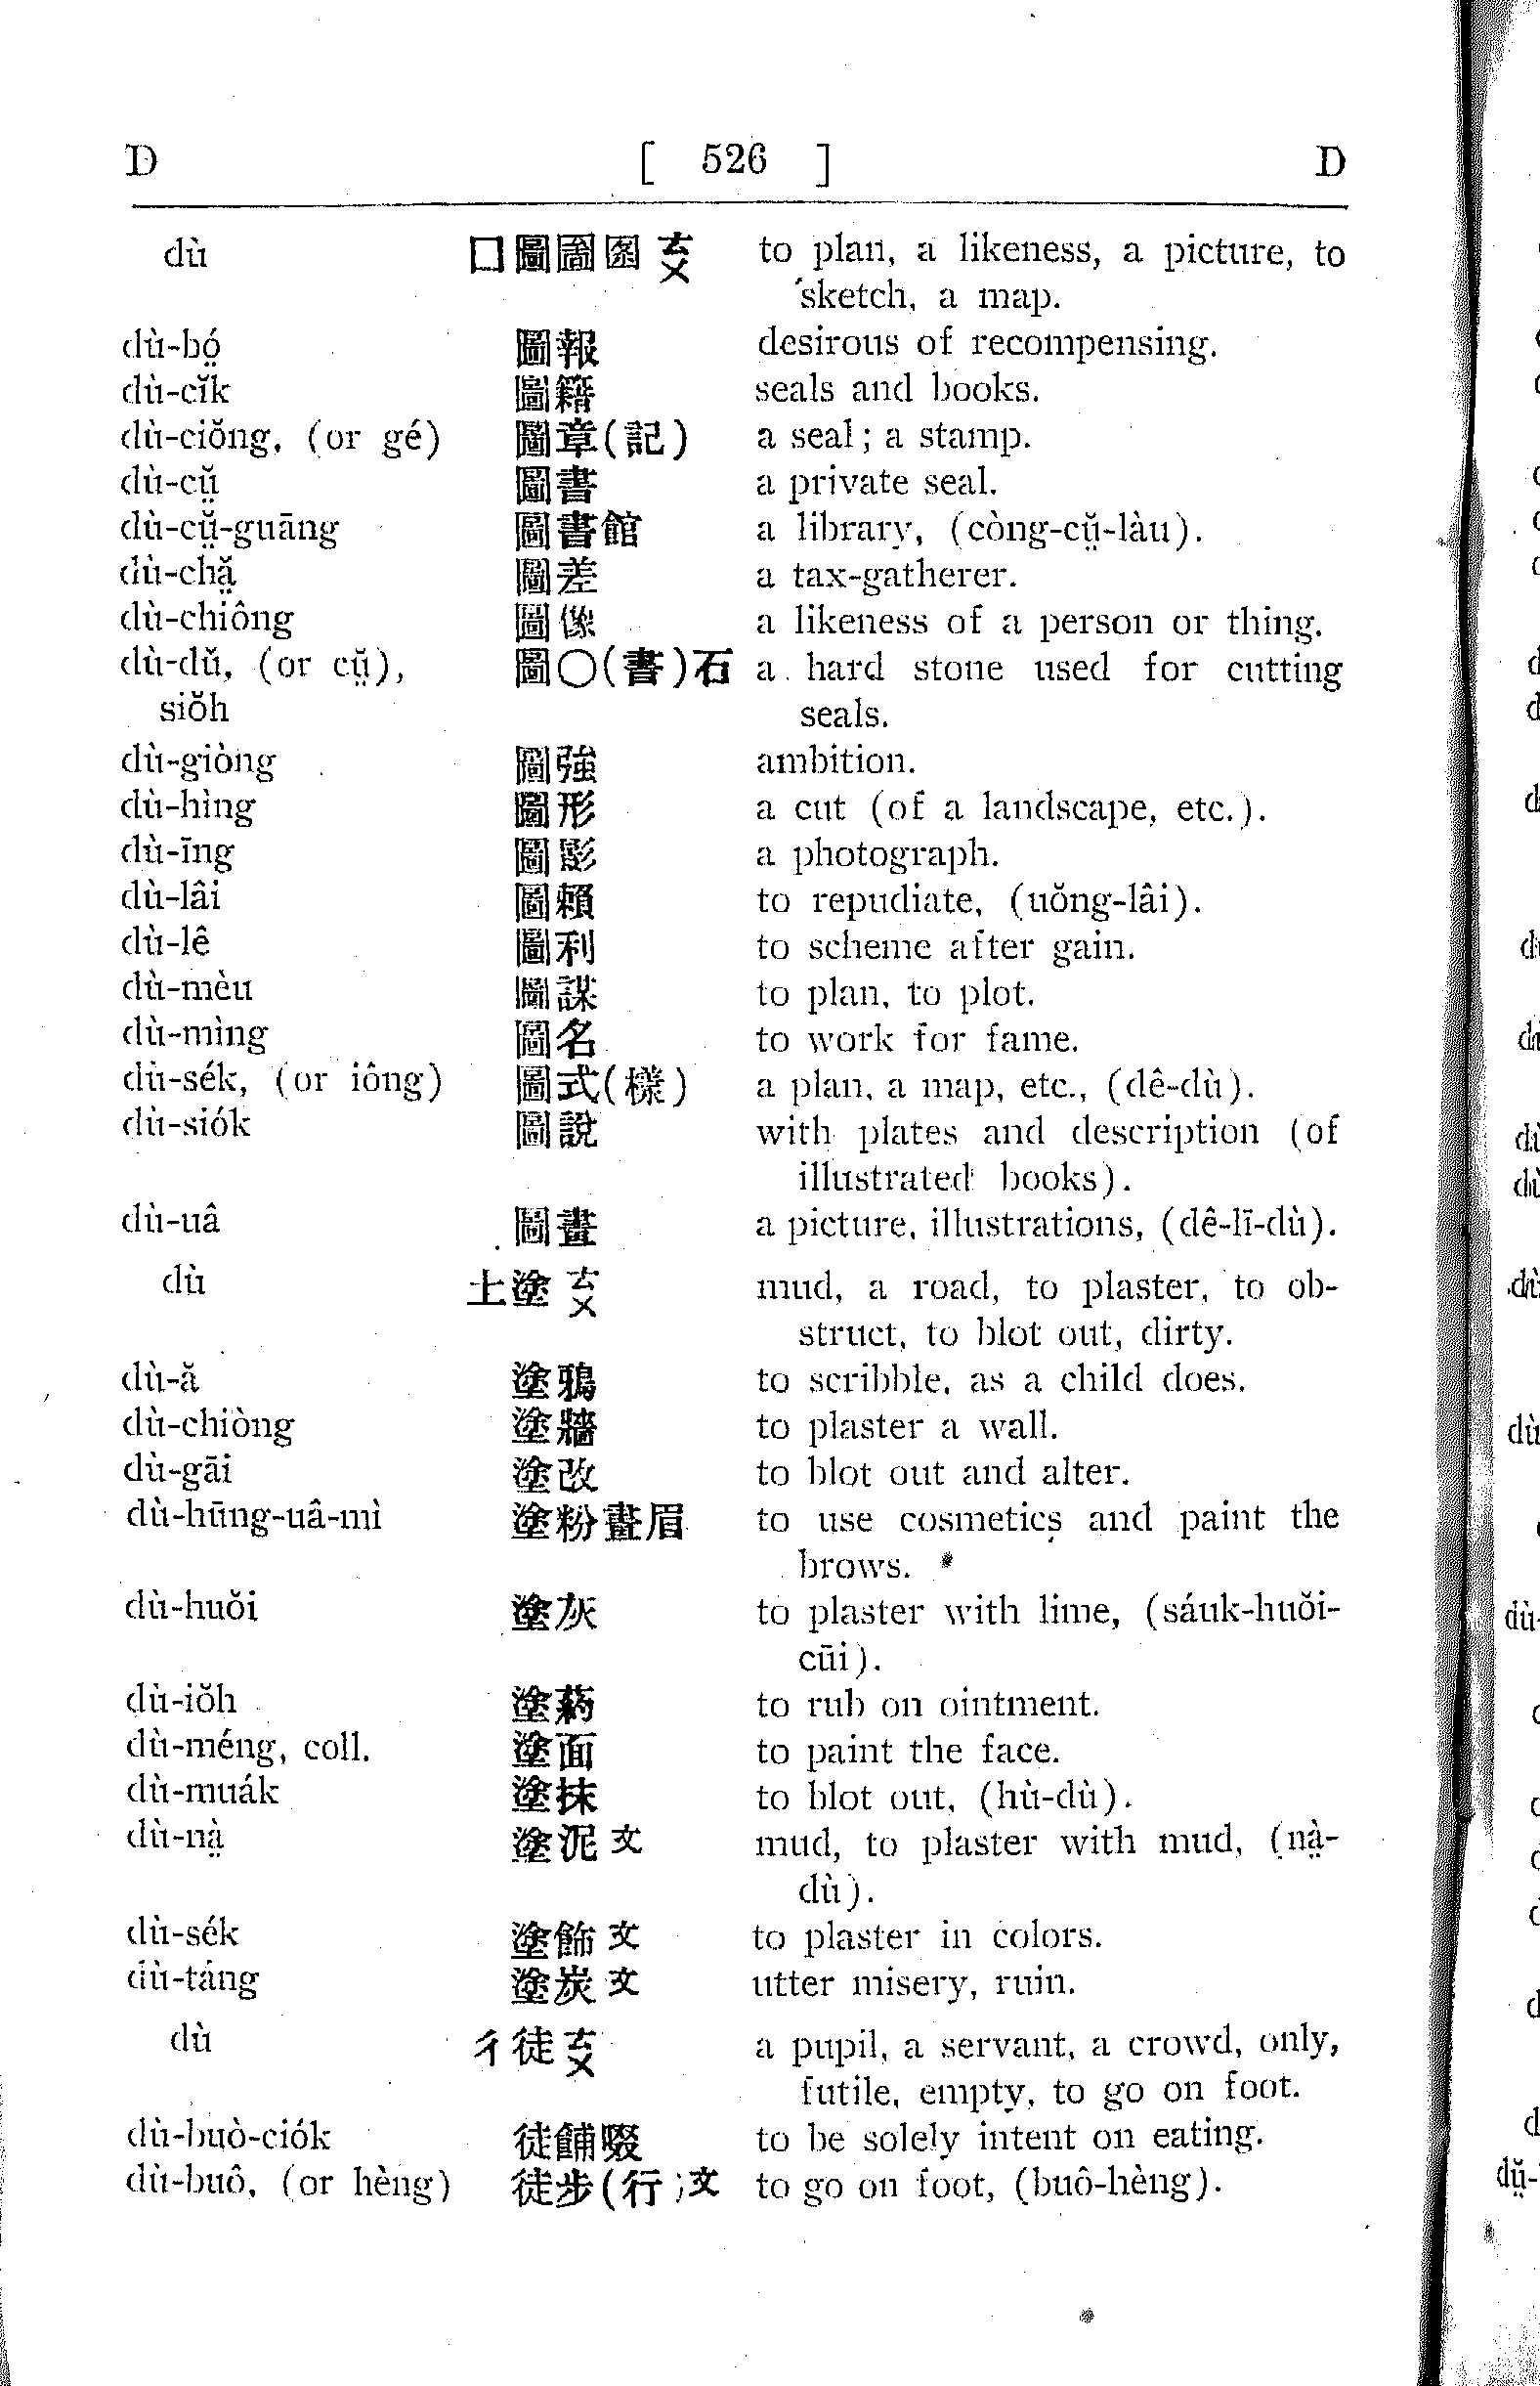 D [ 526 ] D
dù 囗圖圗圖 ㄊㄨ to plan, a likeness, a picture, to
sketch, a map.
dù-bó̤ 圖報 desirous of recompensing.
dù-cĭk 圖籍 seals and books.
dù-ciŏng, (or gé) 圖章(記) a seal; a stamp.
dù-cṳ̆ 圖書 a private seal.
dù-cṳ̆-guāng 圖書館 a library, (còng-cṳ̆-làu).
dù-chă̤ 圖差 a tax-gatherer.
dù-chiông 圖像 a likeness of a person or thing.
dù-dŭ, (or cṳ̆), 圖〇(書)石 a hard stone used for cutting
siŏh seals.
dù-giòng 圖強 ambition.
dù-hìng 圖形 a cut (of a landscape, etc.).
dù-īng 圖影 a photograph.
dù-lâi 圖賴 to repudiate, (uŏng-lâi).
dù-lê 圖利 to scheme after gain.
dù-mèu 圖謀 to plan, to plot.
dù-mìng 圖名 to work for fame.
dù-sék, (or iông) 圖式(樣) a plan, a map, etc., (dê-dù).
dù-siók 圖說 with plates and description (of
illustrated books).
dù-uâ 圖畫 a picture, illustrations, (dê-lī-dù).
dù 土塗 ㄊㄨ mud, a road, to plaster, to ob-
struct, to blot out, dirty.
dù-ă 塗鴉 to scribble, as a child does.
dù-chiòng 塗牆 to plaster a wall.
dù-gāi 塗改 to blot out and alter.
dù-hūng-uâ-mì 塗粉畫眉 to use cosmetics and paint the
brows.
dù-huŏi 塗灰 to plaster with lime, (sáuk-huŏi-
cūi).
dù-iŏh 塗葯 to rub on ointment.
dù-méng, coll. 塗面 to paint the face.
dù-muák 塗抹 to blot out, (hù-dù).
dù-nà̤ 塗泥文 mud, to plaster with mud, (nà̤-
dù).
dù-sék 塗飾文 to plaster in colors.
dù-táng 塗炭文 utter misery, ruin.
dù 彳徒 ㄊㄨ a pupil, a servant, a crowd, only,
futile, empty, to go on foot.
dù-buò-ciók 徒餔啜 to be solely intent on eating.
dù-buô, (or hèng) 徒步(行)文 to go on foot, (buô-hèng).